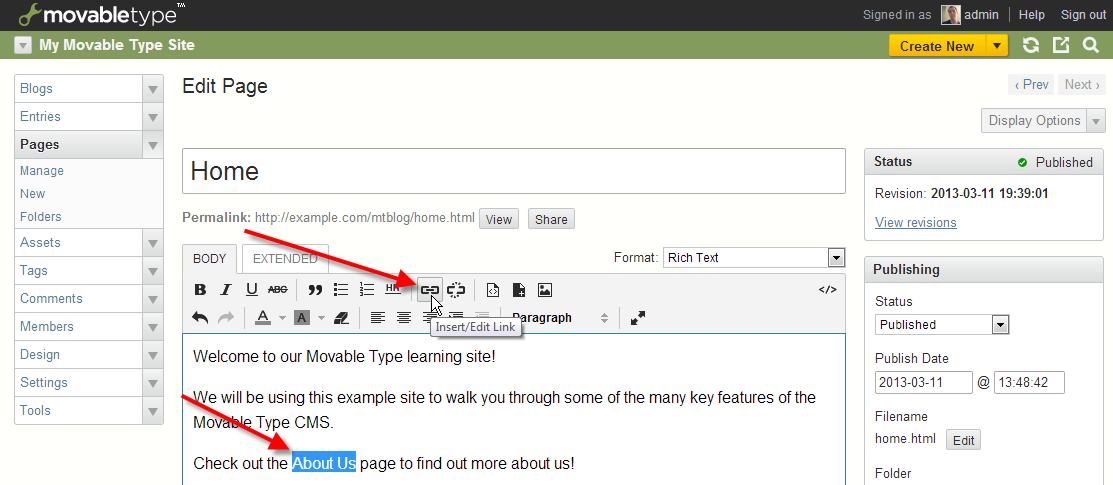 movabletype™
Signed in as admin Help Sign out
My Movable Type Site
Create New
Blogs
Entries
Pages
Manage
New
Folders
Assets
Tags
Comments
Members
Design
Settings
Tools
Edit Page
‹ Prev Next ›
Display Options
Home
Permalink: http://example.com/mtblog/home.html View Share
BODY EXTENDED
Format: Rich Text
B I U ABC HR </>
A A Paragraph
Insert/Edit Link
Welcome to our Movable Type learning site!
We will be using this example site to walk you through some of the many key features of the
Movable Type CMS.
Check out the About Us page to find out more about us!
Status Published
Revision: 2013-03-11 19:39:01
View revisions
Publishing
Status
Published
Publish Date
2013-03-11 @ 13:48:42
Filename
home.html Edit
Folder